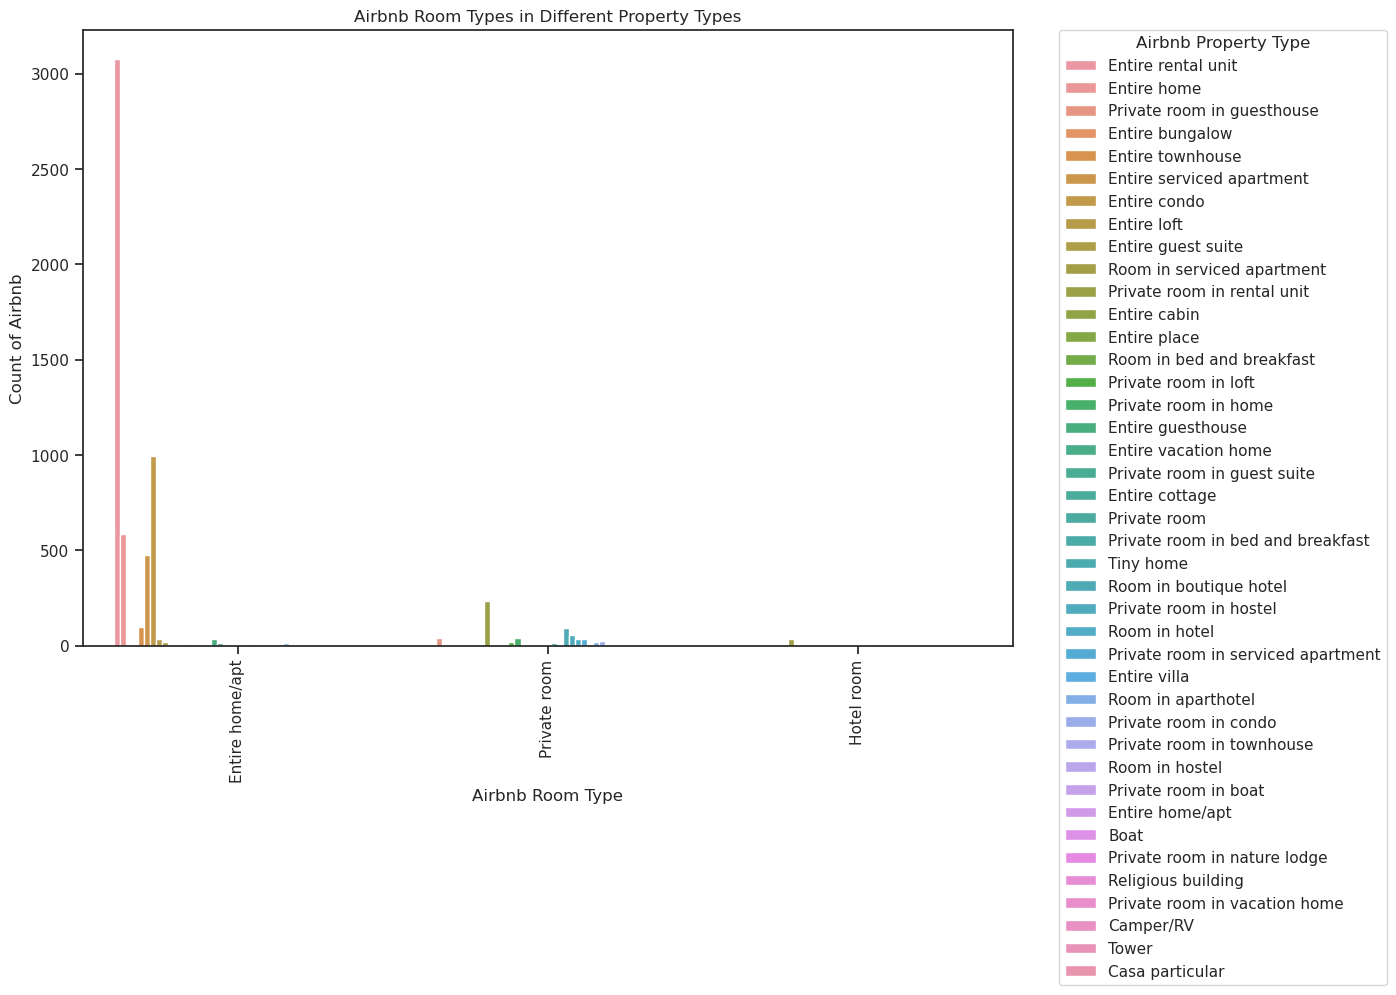 Airbnb Room Types in Different Property Types
Count of Airbnb
3000
2500
2000
1500
1000
500
0
Entire home/apt
Private room
Hotel room
Airbnb Room Type
Airbnb Property Type
Entire rental unit
Entire home
Private room in guesthouse
Entire bungalow
Entire townhouse
Entire serviced apartment
Entire condo
Entire loft
Entire guest suite
Room in serviced apartment
Private room in rental unit
Entire cabin
Entire place
Room in bed and breakfast
Private room in loft
Private room in home
Entire guesthouse
Entire vacation home
Private room in guest suite
Entire cottage
Private room
Private room in bed and breakfast
Tiny home
Room in boutique hotel
Private room in hostel
Room in hotel
Private room in serviced apartment
Entire villa
Room in aparthotel
Private room in condo
Private room in townhouse
Room in hostel
Private room in boat
Entire home/apt
Boat
Private room in nature lodge
Religious building
Private room in vacation home
Camper/RV
Tower
Casa particular